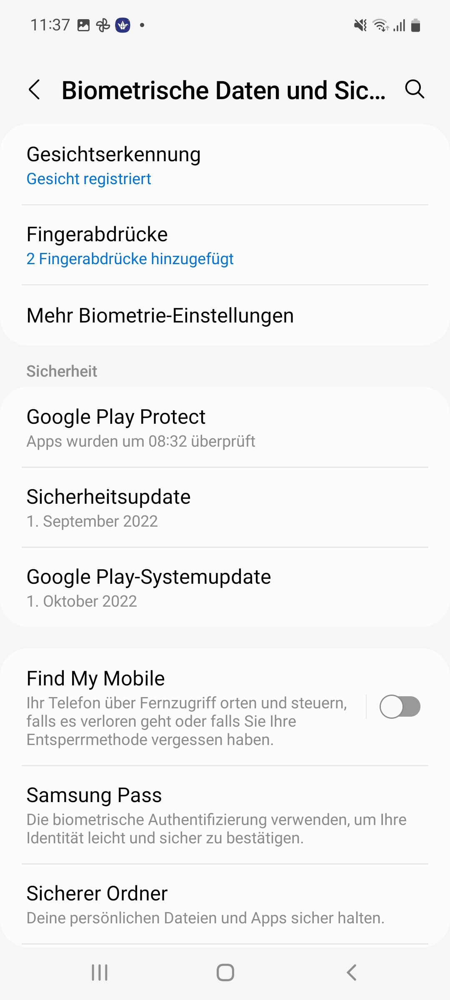 11:37
Biometrische Daten und Sic...
Gesichtserkennung
Gesicht registriert
Fingerabdrücke
2 Fingerabdrücke hinzugefügt
Mehr Biometrie-Einstellungen
Sicherheit
Google Play Protect
Apps wurden um 08:32 überprüft
Sicherheitsupdate
1. September 2022
Google Play-Systemupdate
1. Oktober 2022
Find My Mobile
Ihr Telefon über Fernzugriff orten und steuern,
falls es verloren geht oder falls Sie Ihre
Entsperrmethode vergessen haben.
Samsung Pass
Die biometrische Authentifizierung verwenden, um Ihre
Identität leicht und sicher zu bestätigen.
Sicherer Ordner
Deine persönlichen Dateien und Apps sicher halten.